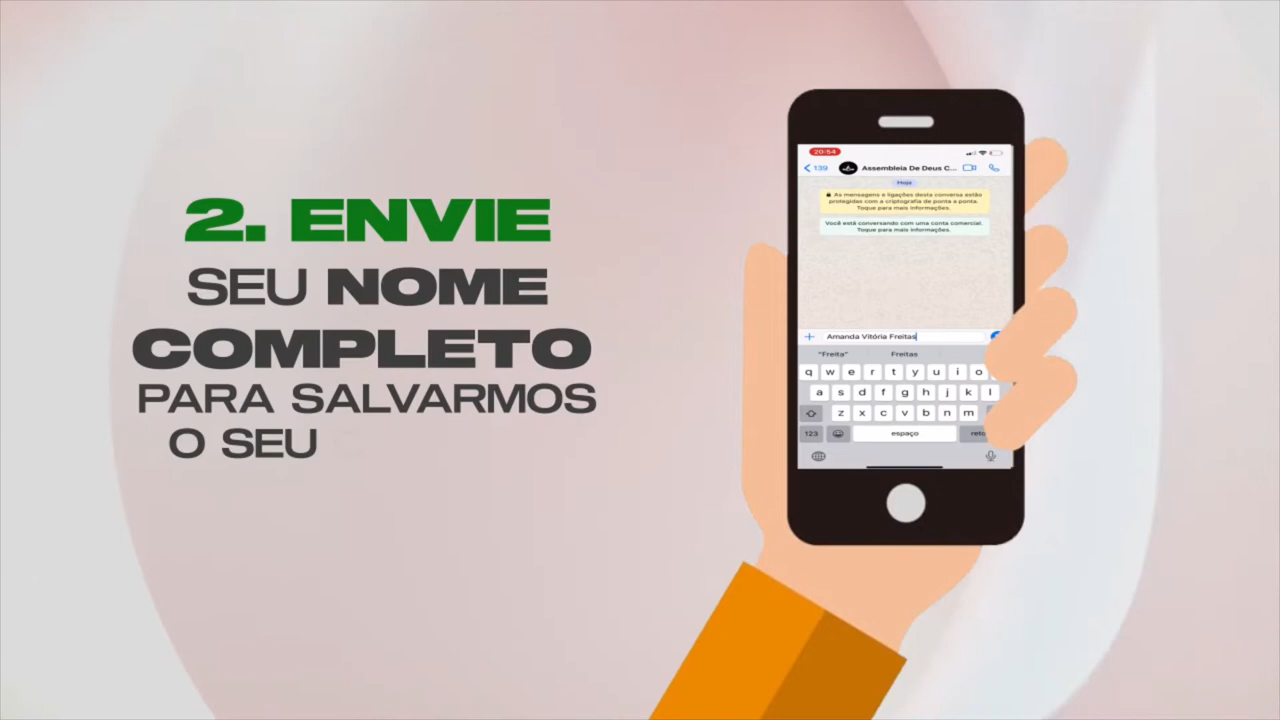 2. ENVIE
SEU NOME
COMPLETO
PARA SALVARMOS
O SEU
20:54
139
Assembleia De Deus C...
Hoje
As mensagens e ligações desta conversa estão
protegidas com a criptografia de ponta a ponta.
Toque para mais informações.
Você está conversando com uma conta comercial.
Toque para mais informações.
Amanda Vitória Freitas
"Freita" Freitas
q w e r t y u i o
a s d f g h j k l
z x c v b n m
123 espaço reto